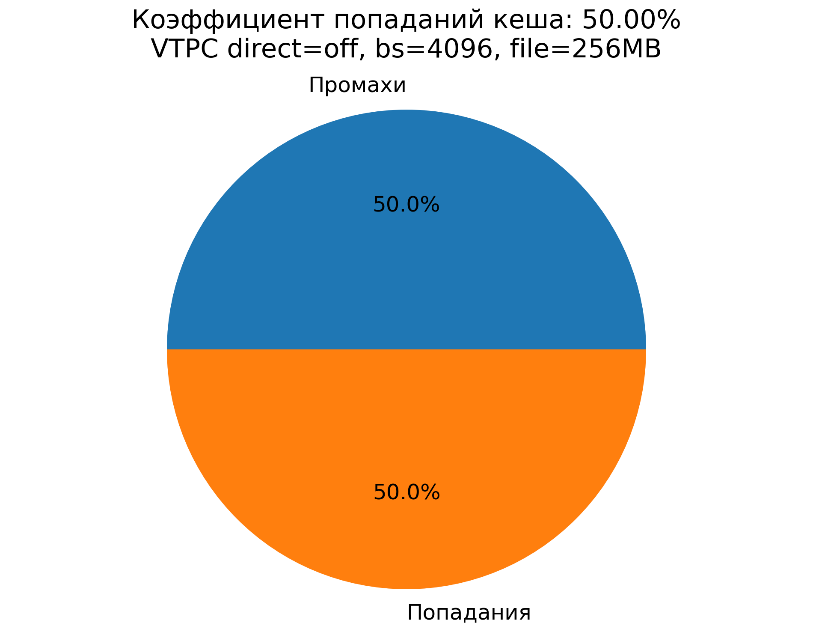 Коэффициент попаданий кеша: 50.00%
VTPC direct=off, bs=4096, file=256MB
Промахи
50.0%
50.0%
Попадания